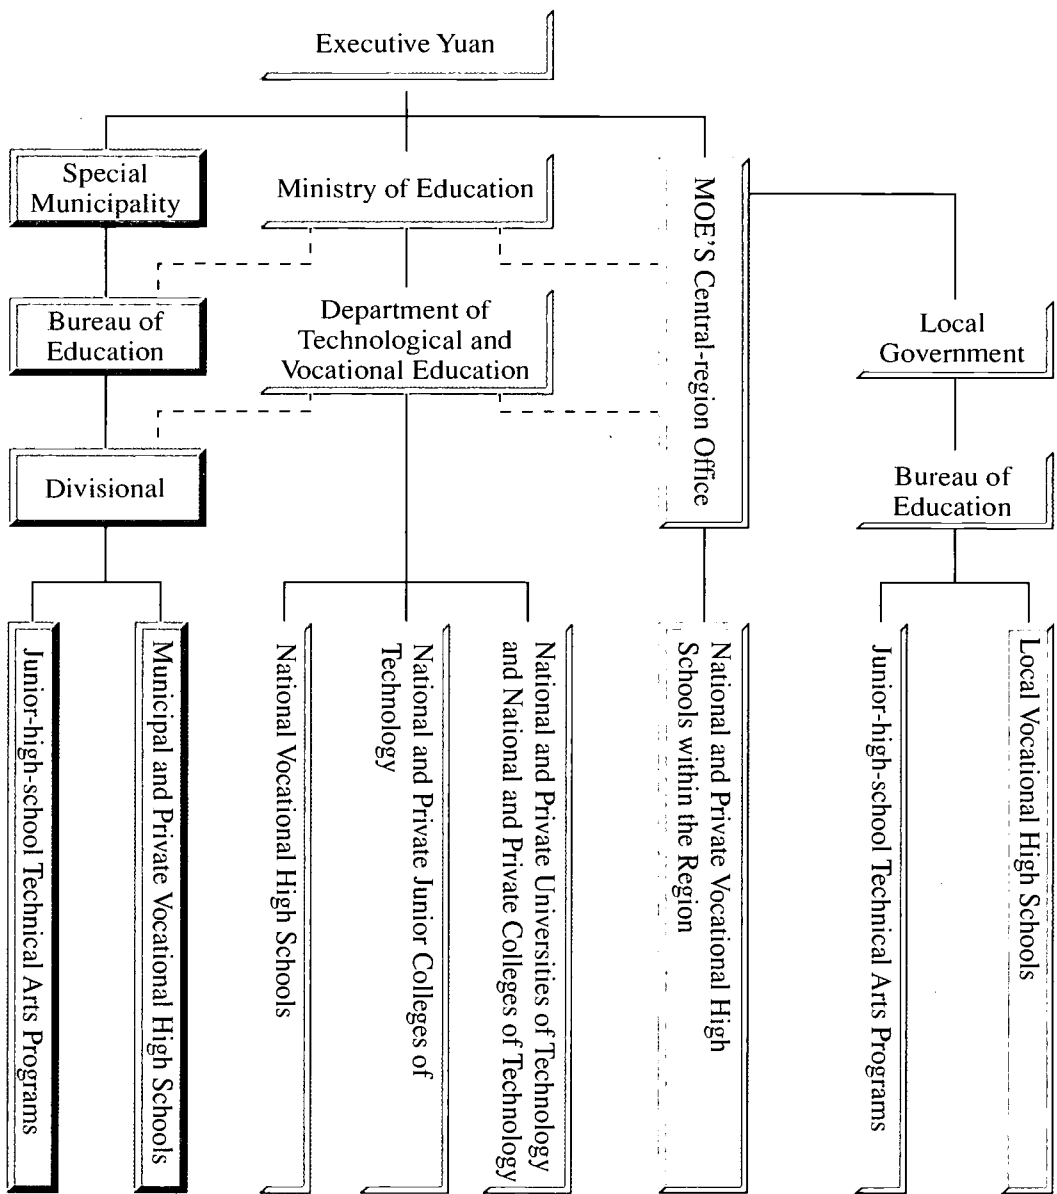 Executive Yuan
Special
Municipality
Ministry of Education
MOE'S Central-region Office
Bureau of
Education
Department of
Technological and
Vocational Education
Local
Government
Divisional
Bureau of
Education
Junior-high-school Technical Arts Programs
Municipal and Private Vocational High Schools
National Vocational High Schools
National and Private Junior Colleges of
Technology
National and Private Universities of Technology
and National and Private Colleges of Technology
National and Private Vocational High
Schools within the Region
Junior-high-school Technical Arts Programs
Local Vocational High Schools